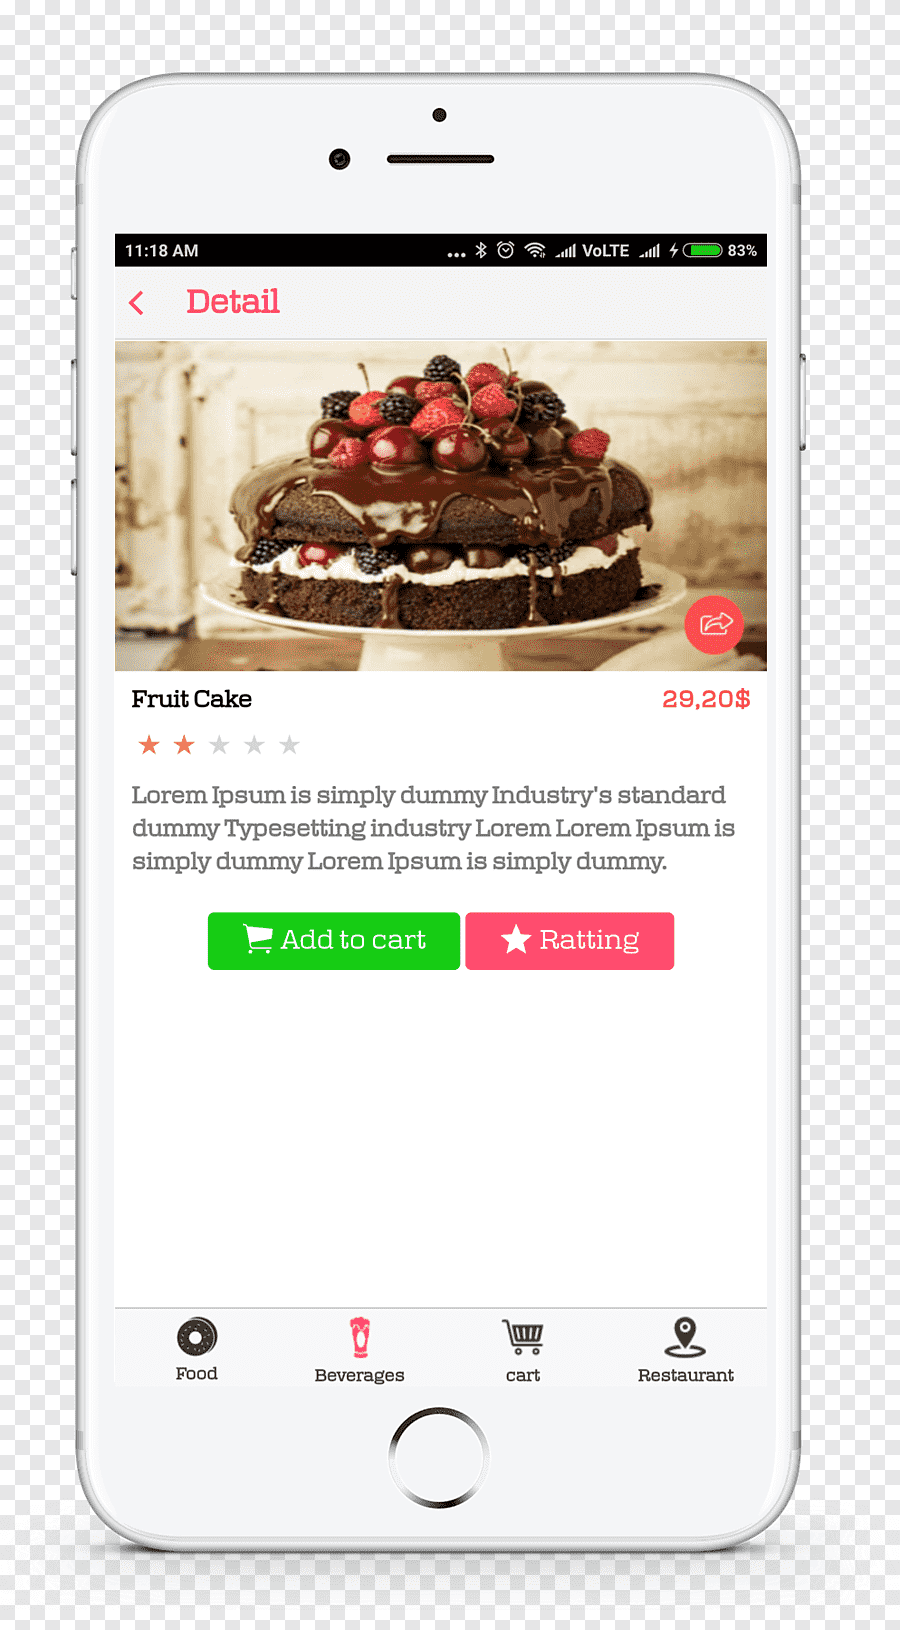 11:18 AM ... VoLTE 83%
Detail
Fruit Cake 29,20$
Lorem Ipsum is simply dummy Industry's standard
dummy Typesetting industry Lorem Lorem Ipsum is
simply dummy Lorem Ipsum is simply dummy.
Add to cart Ratting
Food Beverages cart Restaurant